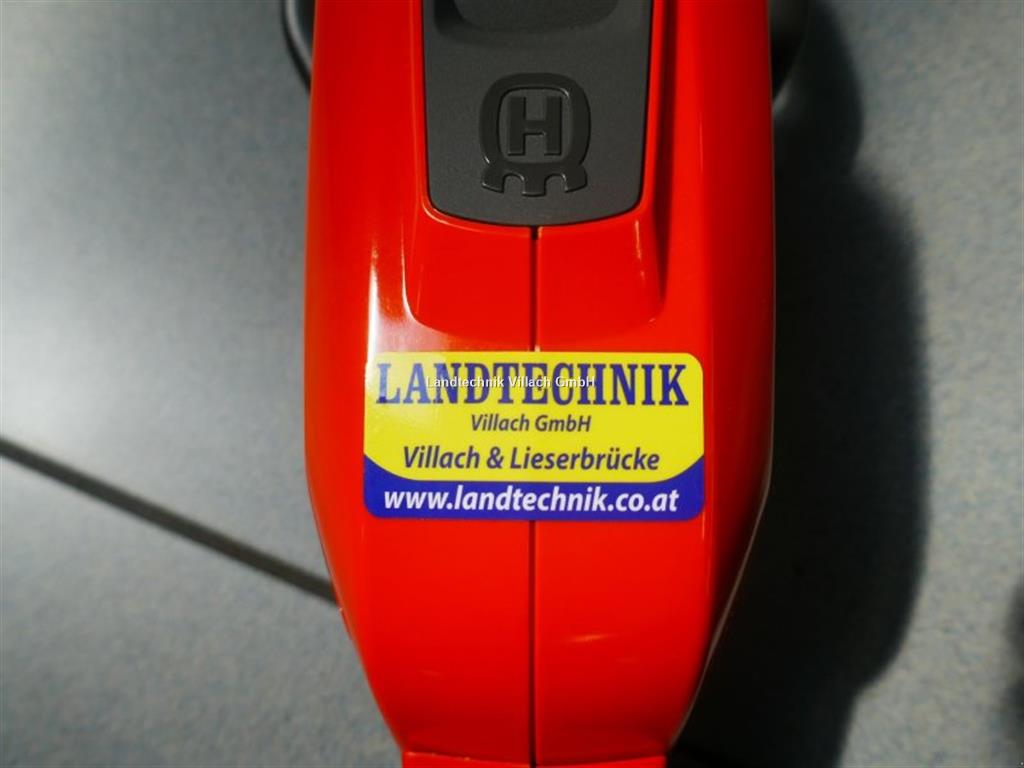 H
LANDTECHNIK
Landtechnik Villach GmbH
Villach GmbH
Villach & Lieserbrücke
www.landtechnik.co.at